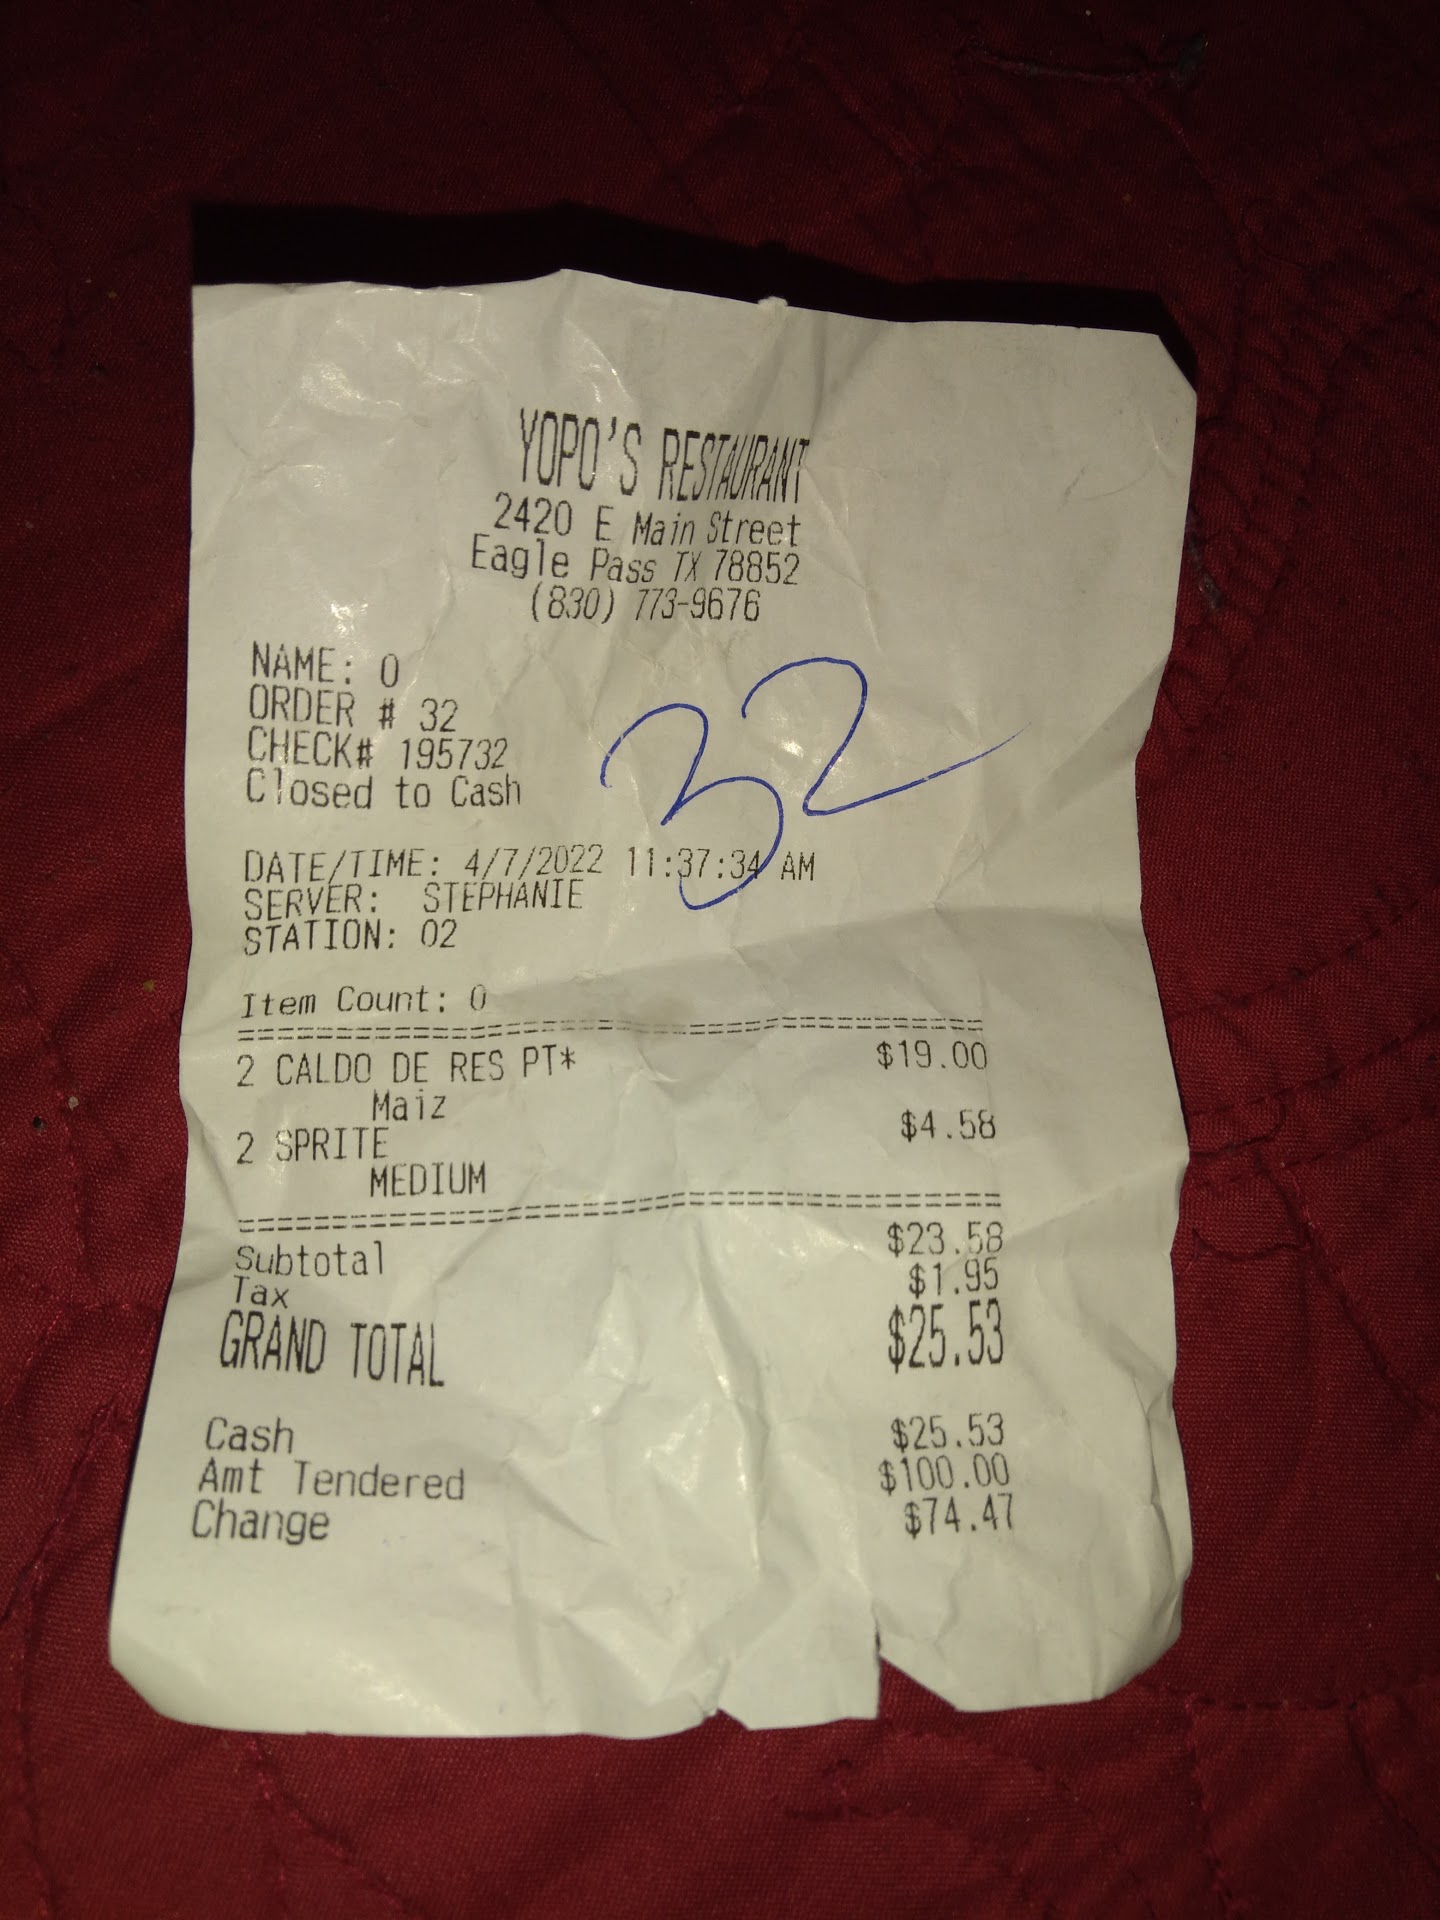 YOPO'S RESTAURANT
2420 E Main Street
Eagle Pass TX 78852
(830) 773-9676
NAME: 0
ORDER # 32
CHECK# 195732
Closed to Cash
32
DATE/TIME: 4/7/2022 11:37:34 AM
SERVER: STEPHANIE
STATION: 02
Item Count: 0
2 CALDO DE RES PT* $19.00
Maiz
2 SPRITE $4.58
MEDIUM
Subtotal $23.58
Tax $1.95
GRAND TOTAL $25.53
Cash $25.53
Amt Tendered $100.00
Change $74.47